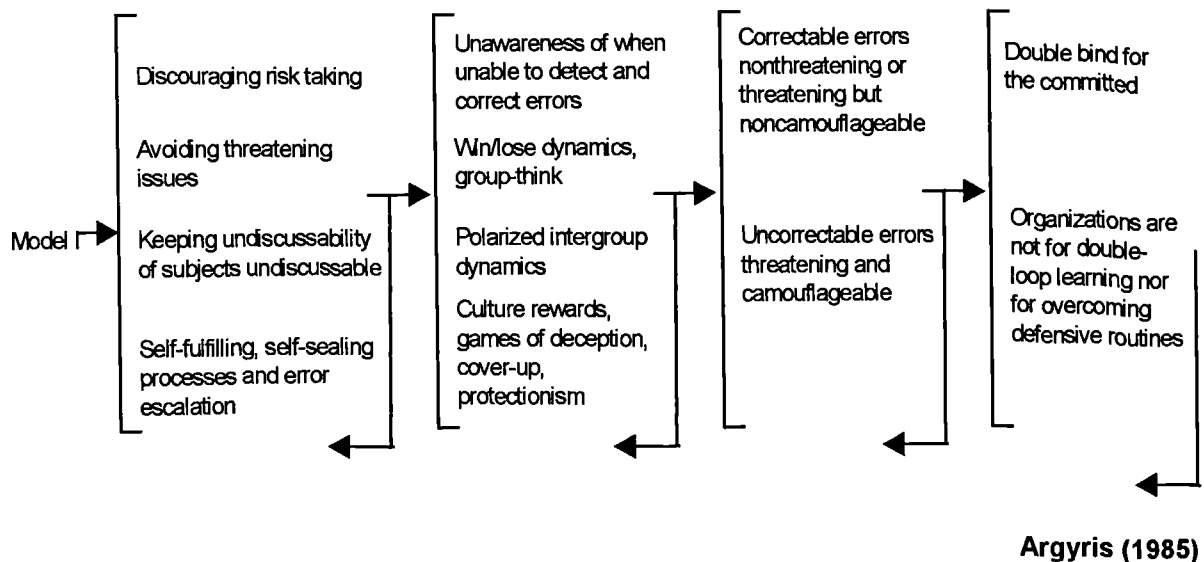 Model I
Discouraging risk taking
Avoiding threatening
issues
Keeping undiscussability
of subjects undiscussable
Self-fulfilling, self-sealing
processes and error
escalation
Unawareness of when
unable to detect and
correct errors
Win/lose dynamics,
group-think
Polarized intergroup
dynamics
Culture rewards,
games of deception,
cover-up,
protectionism
Correctable errors
nonthreatening or
threatening but
noncamouflageable
Uncorrectable errors
threatening and
camouflageable
Double bind for
the committed
Organizations are
not for double-
loop learning nor
for overcoming
defensive routines
Argyris (1985)